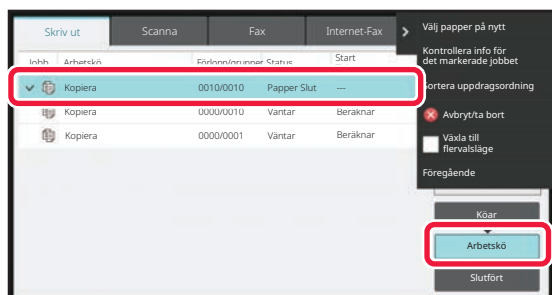 Skriv ut
Scanna
Fax
Internet-Fax
Jobb Arbetskö Förlopp/grupper Status Start
Kopiera 0010/0010 Papper Slut ---
Kopiera 0000/0010 Väntar Beräknar
Kopiera 0000/0001 Väntar Beräknar
Välj papper på nytt
Kontrollera info för
det markerade jobbet
Sortera uppdragsordning
Avbryt/ta bort
Växla till
flervalsläge
Föregående
Köar
Arbetskö
Slutfört